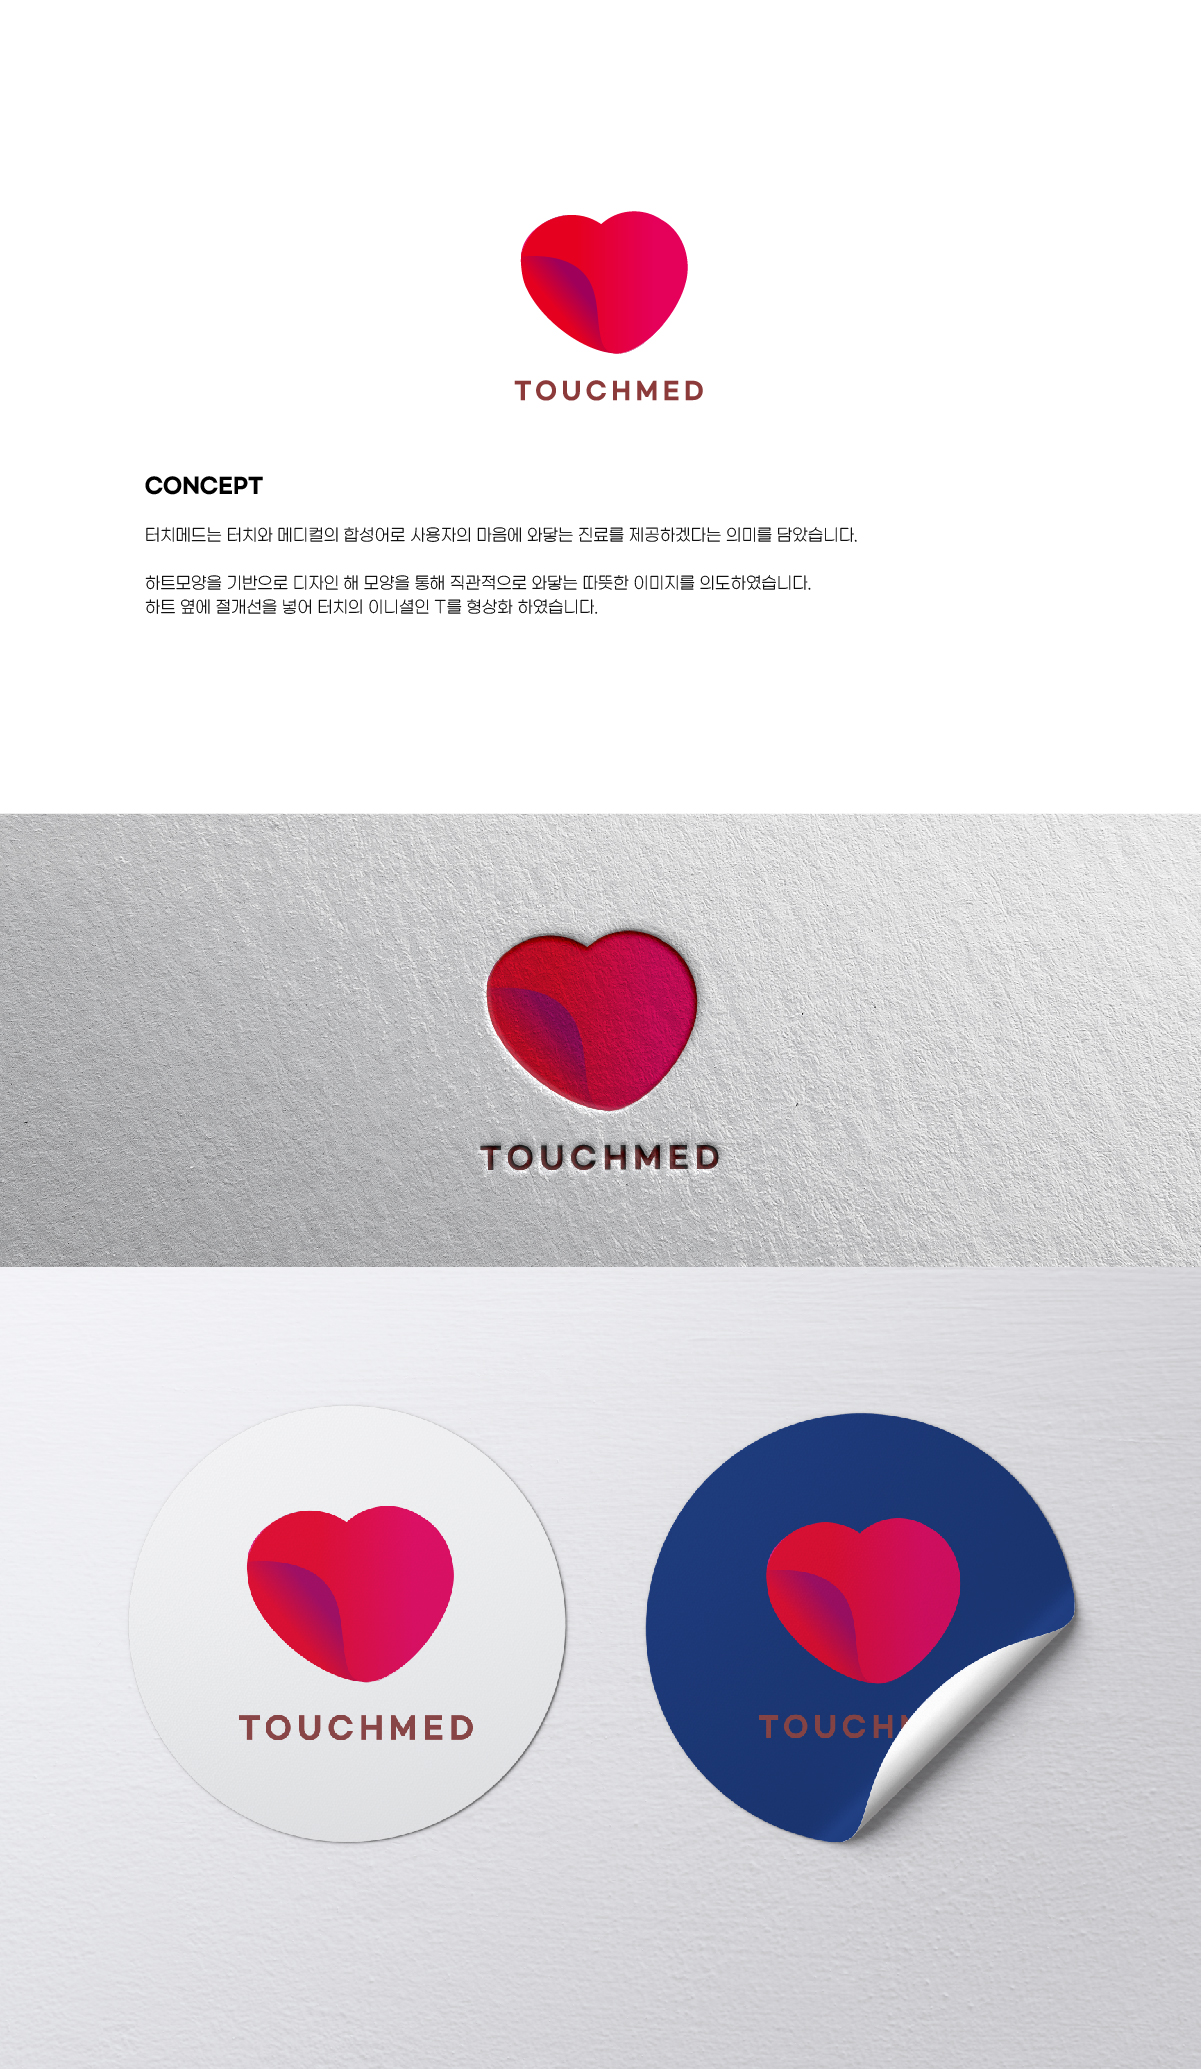 TOUCHMED
CONCEPT
터치메드는 터치와 메디컬의 합성어로 사용자의 마음에 와닿는 진료를 제공하겠다는 의미를 담았습니다.
하트모양을 기반으로 디자인 해 모양을 통해 직관적으로 와닿는 따뜻한 이미지를 의도하였습니다.
하트 옆에 절개선을 넣어 터치의 이니셜인 T를 형상화 하였습니다.
TOUCHMED
TOUCHMED
TOUCH